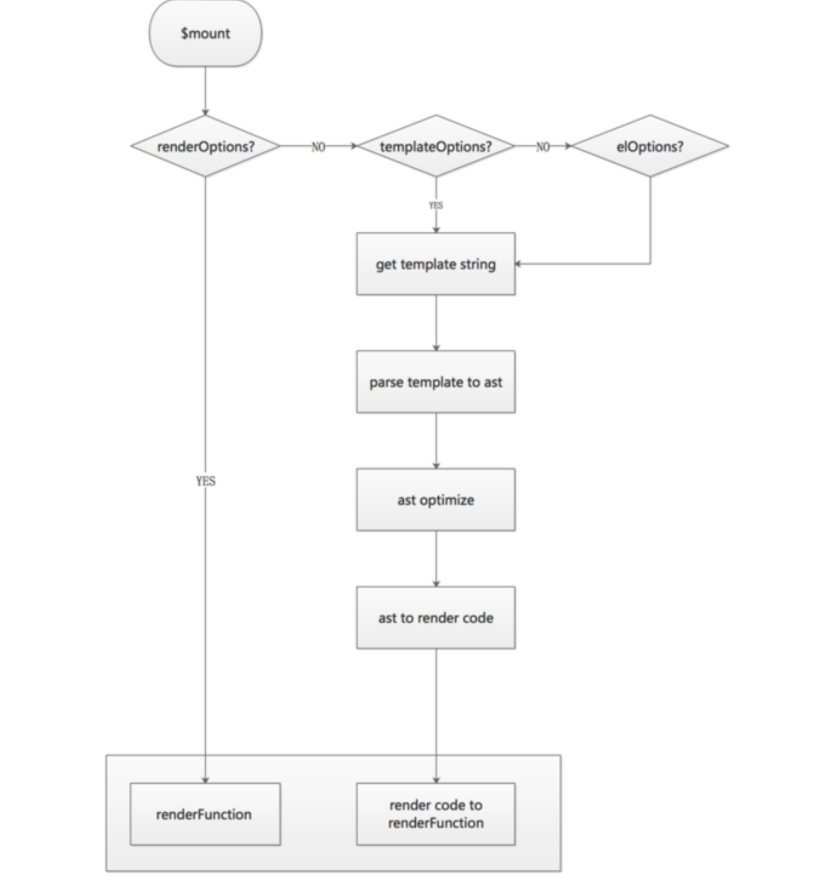 $mount
renderOptions?
NO
templateOptions?
NO
elOptions?
YES
get template string
parse template to ast
YES
ast optimize
ast to render code
renderFunction
render code to
renderFunction